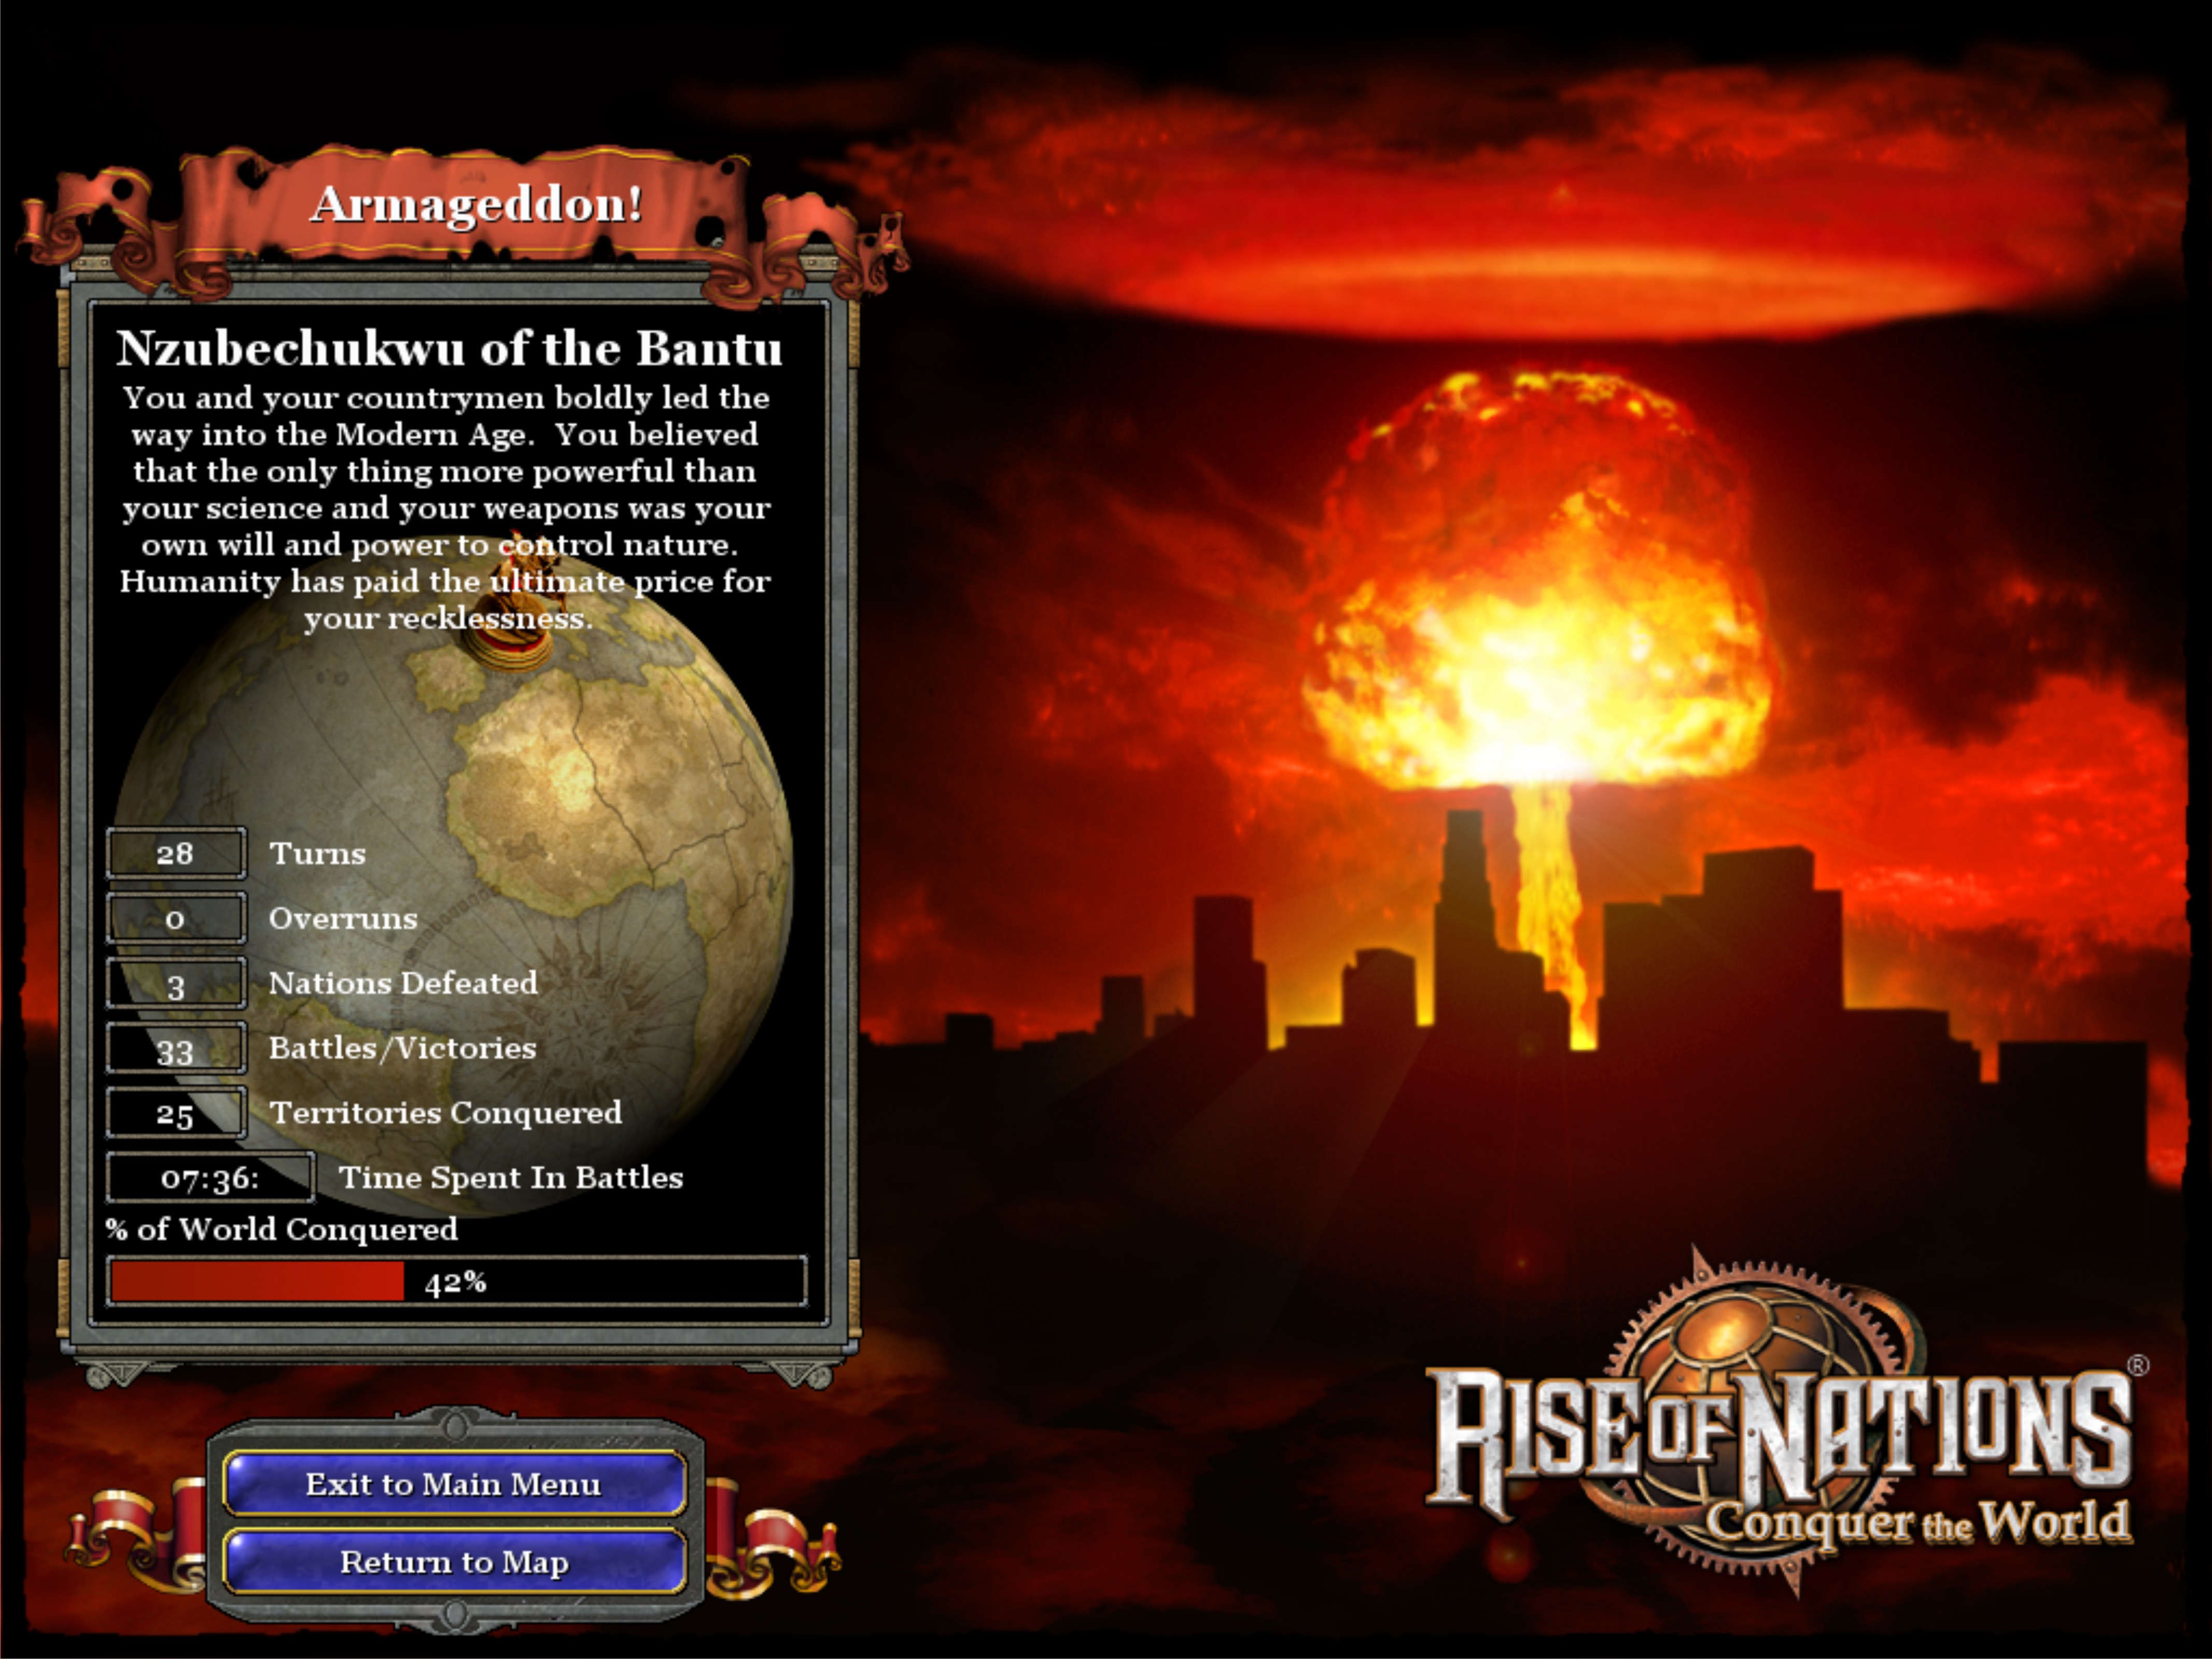 Armageddon!
Nzubechukwu of the Bantu
You and your countrymen boldly led the
way into the Modern Age.  You believed
that the only thing more powerful than
your science and your weapons was your
own will and power to control nature.
Humanity has paid the ultimate price for
your recklessness.
28 Turns
0 Overruns
3 Nations Defeated
33 Battles/Victories
25 Territories Conquered
07:36: Time Spent In Battles
% of World Conquered
42%
Exit to Main Menu
Return to Map
RISE OF NATIONS®
Conquer the World